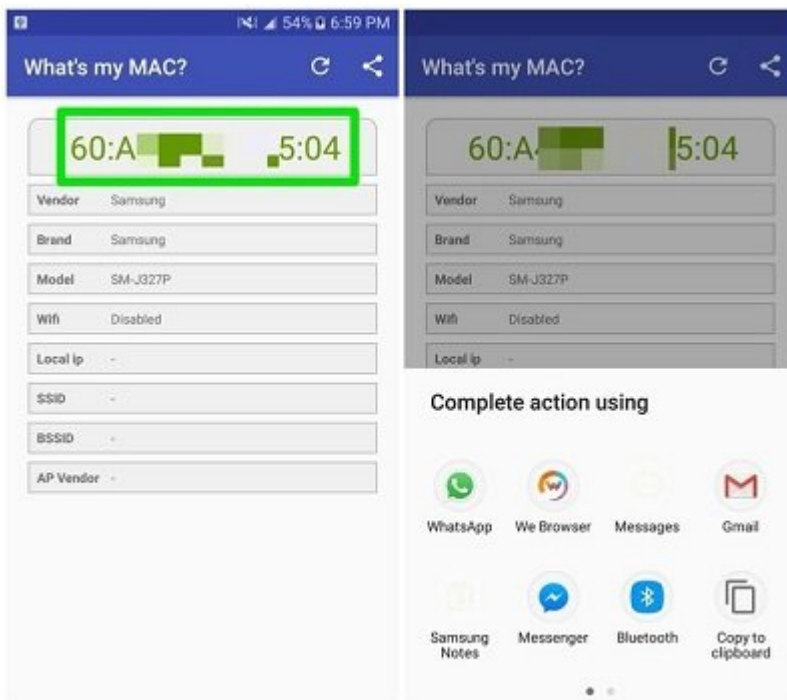 54% 6:59 PM
What's my MAC?
60:A 5:04
Vendor Samsung
Brand Samsung
Model SM-J327P
Wifi Disabled
Local ip -
SSID -
BSSID -
AP Vendor -
What's my MAC?
60:A 5:04
Vendor Samsung
Brand Samsung
Model SM-J327P
Wifi Disabled
Local ip -
Complete action using
WhatsApp We Browser Messages Gmail
Samsung Notes Messenger Bluetooth Copy to clipboard